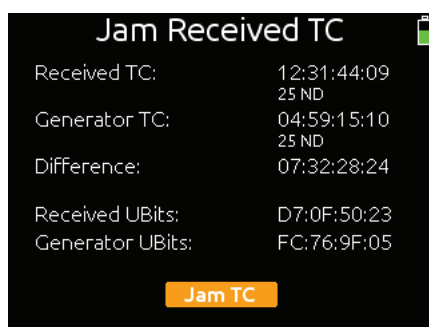 Jam Received TC
Received TC: 12:31:44:09
25 ND
Generator TC: 04:59:15:10
25 ND
Difference: 07:32:28:24
Received UBits: D7:0F:50:23
Generator UBits: FC:76:9F:05
Jam TC